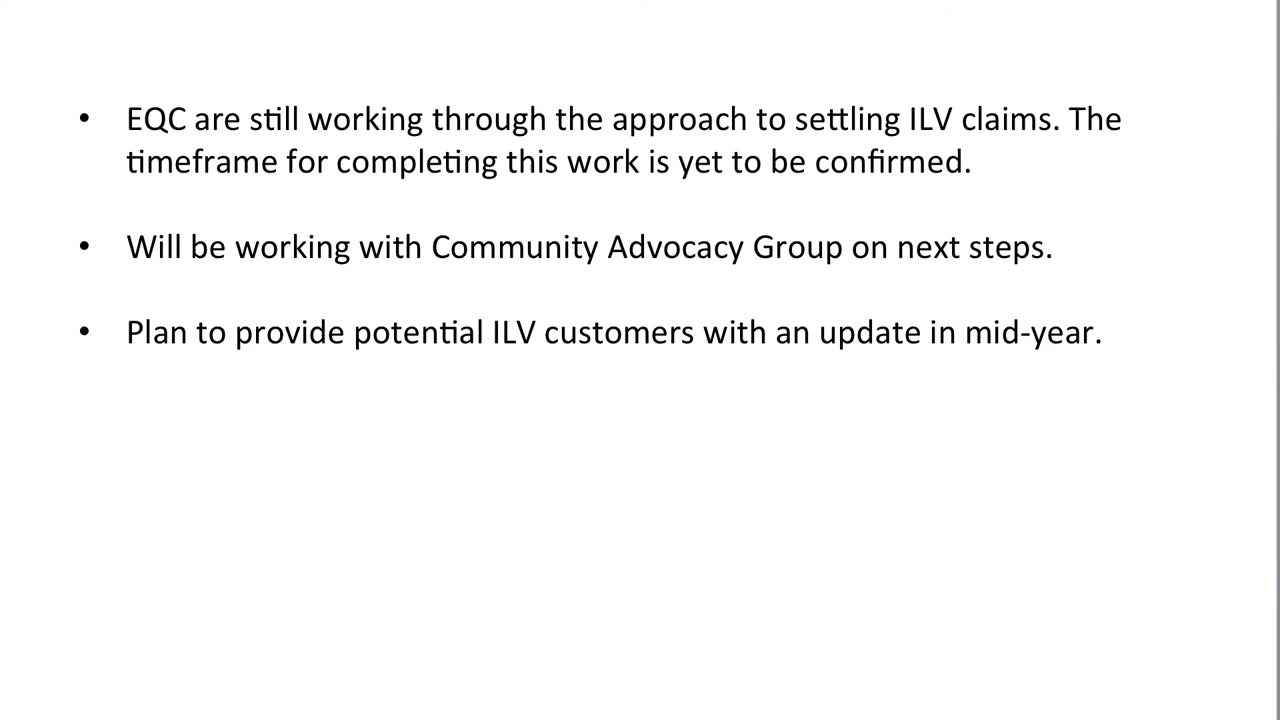 • EQC are still working through the approach to settling ILV claims. The
timeframe for completing this work is yet to be confirmed.
• Will be working with Community Advocacy Group on next steps.
• Plan to provide potential ILV customers with an update in mid-year.